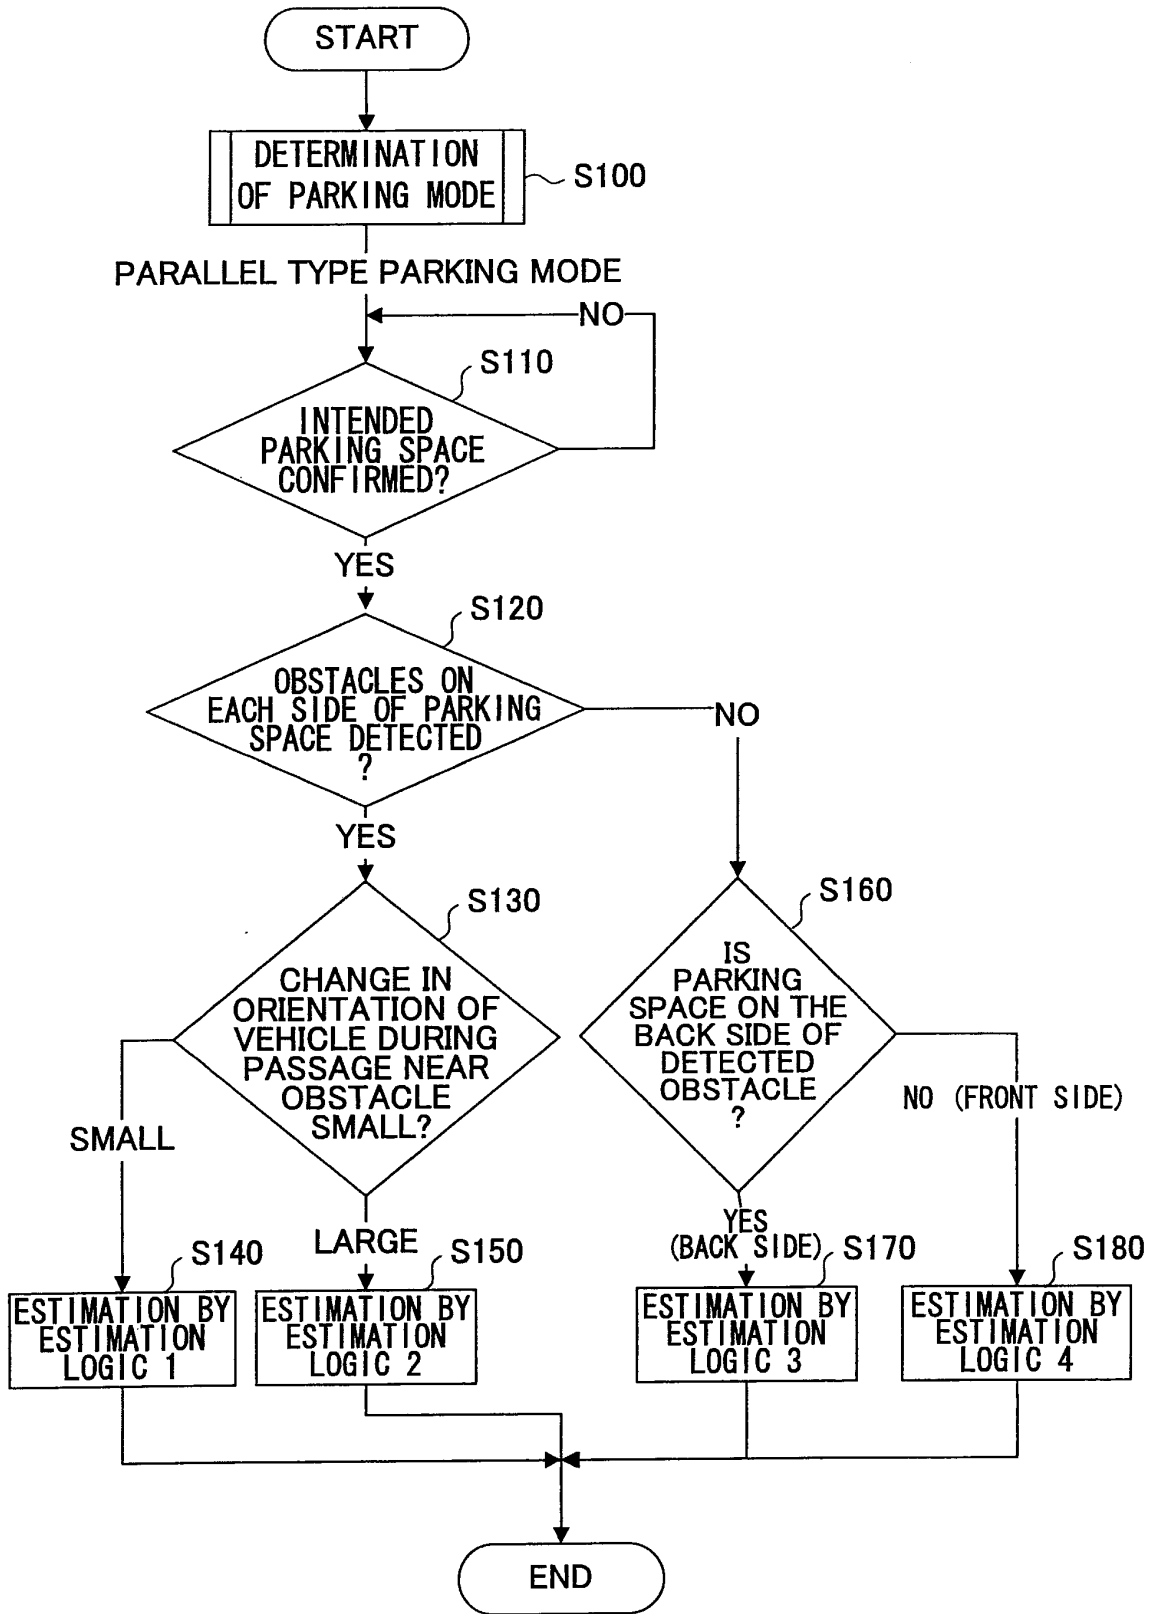 START
DETERMINATION
OF PARKING MODE
S100
PARALLEL TYPE PARKING MODE
NO
S110
INTENDED
PARKING SPACE
CONFIRMED?
YES
S120
OBSTACLES ON
EACH SIDE OF PARKING
SPACE DETECTED
?
NO
YES
S130
CHANGE IN
ORIENTATION OF
VEHICLE DURING
PASSAGE NEAR
OBSTACLE
SMALL?
S160
IS
PARKING
SPACE ON THE
BACK SIDE OF
DETECTED
OBSTACLE
?
SMALL
LARGE
YES
(BACK SIDE)
NO (FRONT SIDE)
S140
ESTIMATION BY
ESTIMATION
LOGIC 1
S150
ESTIMATION BY
ESTIMATION
LOGIC 2
S170
ESTIMATION BY
ESTIMATION
LOGIC 3
S180
ESTIMATION BY
ESTIMATION
LOGIC 4
END